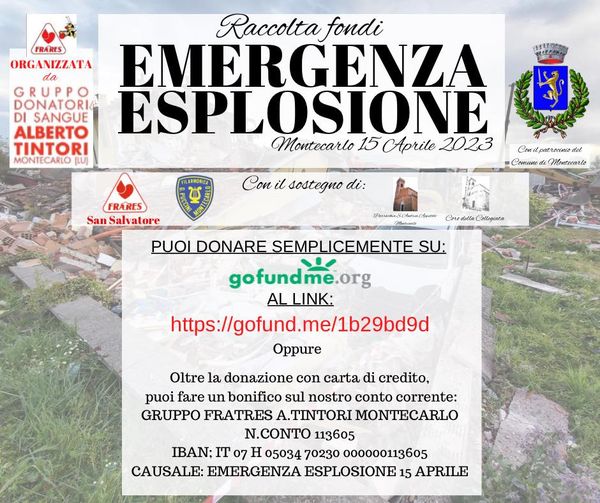 Raccolta fondi
EMERGENZA
ESPLOSIONE
Montecarlo 15 Aprile 2023
FRATRES
ORGANIZZATA
da
GRUPPO
DONATORI
DI SANGUE
ALBERTO
TINTORI
MONTECARLO (LU)
Con il patrocinio del
Comune di Montecarlo
Con il sostegno di:
FRATRES
San Salvatore
FILARMONICA
MONTECARLO
Parrocchia S. Andrea Apostolo
Montecarlo
Coro della Collegiata
PUOI DONARE SEMPLICEMENTE SU:
gofundme.org
AL LINK:
https://gofund.me/1b29bd9d
Oppure
Oltre la donazione con carta di credito,
puoi fare un bonifico sul nostro conto corrente:
GRUPPO FRATRES A.TINTORI MONTECARLO
N.CONTO 113605
IBAN; IT 07 H 05034 70230 000000113605
CAUSALE: EMERGENZA ESPLOSIONE 15 APRILE